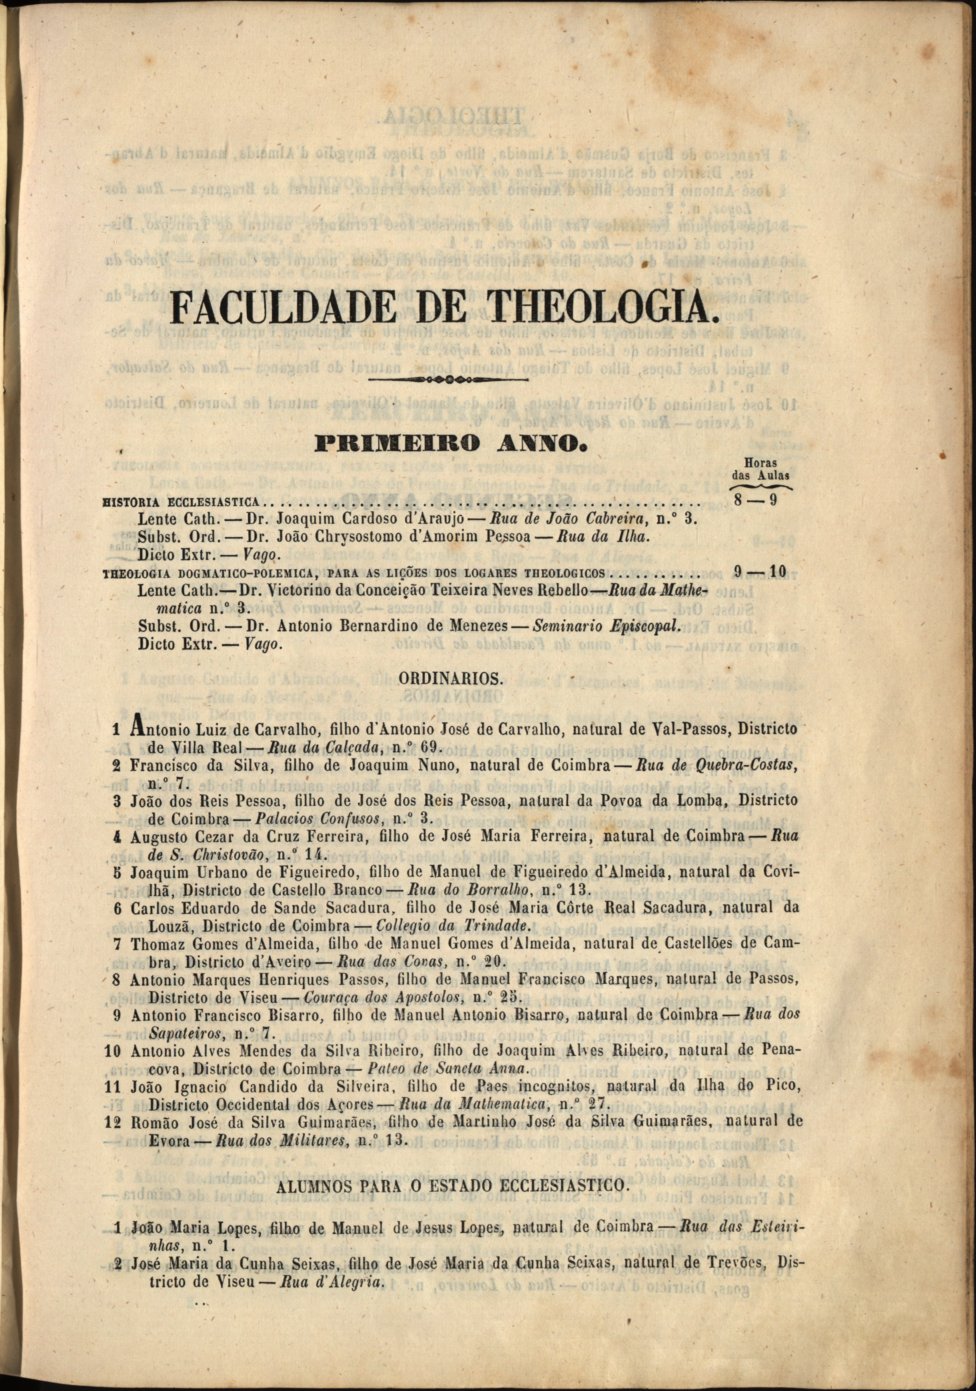 FACULDADE DE THEOLOGIA.
PRIMEIRO ANNO.
Horas
das Aulas
HISTORIA ECCLESIASTICA........................................ 8 — 9
Lente Cath. — Dr. Joaquim Cardoso d'Araujo — Rua de João Cabreira, n.º 3.
Subst. Ord. — Dr. João Chrysostomo d'Amorim Pessoa — Rua da Ilha.
Dicto Extr. — Vago.
THEOLOGIA DOGMATICO-POLEMICA, PARA AS LIÇÕES DOS LOGARES THEOLOGICOS.......... 9 — 10
Lente Cath.—Dr. Victorino da Conceição Teixeira Neves Rebello—Rua da Mathe-
matica n.º 3.
Subst. Ord. — Dr. Antonio Bernardino de Menezes — Seminario Episcopal.
Dicto Extr. — Vago.
ORDINARIOS.
1 Antonio Luiz de Carvalho, filho d'Antonio José de Carvalho, natural de Val-Passos, Districto
de Villa Real — Rua da Calçada, n.º 69.
2 Francisco da Silva, filho de Joaquim Nuno, natural de Coimbra — Rua de Quebra-Costas,
n.º 7.
3 João dos Reis Pessoa, filho de José dos Reis Pessoa, natural da Povoa da Lomba, Districto
de Coimbra — Palacios Confusos, n.º 3.
4 Augusto Cezar da Cruz Ferreira, filho de José Maria Ferreira, natural de Coimbra — Rua
de S. Christovão, n.º 14.
5 Joaquim Urbano de Figueiredo, filho de Manuel de Figueiredo d'Almeida, natural da Covi-
lhã, Districto de Castello Branco — Rua do Borralho, n.º 13.
6 Carlos Eduardo de Sande Sacadura, filho de José Maria Côrte Real Sacadura, natural da
Louzã, Districto de Coimbra — Collegio da Trindade.
7 Thomaz Gomes d'Almeida, filho de Manuel Gomes d'Almeida, natural de Castellões de Cam-
bra, Districto d'Aveiro — Rua das Covas, n.º 20.
8 Antonio Marques Henriques Passos, filho de Manuel Francisco Marques, natural de Passos,
Districto de Viseu — Couraça dos Apostolos, n.º 25.
9 Antonio Francisco Bisarro, filho de Manuel Antonio Bisarro, natural de Coimbra — Rua dos
Sapateiros, n.º 7.
10 Antonio Alves Mendes da Silva Ribeiro, filho de Joaquim Alves Ribeiro, natural de Pena-
cova, Districto de Coimbra — Pateo de Sancta Anna.
11 João Ignacio Candido da Silveira, filho de Paes incognitos, natural da Ilha do Pico,
Districto Occidental dos Açores — Rua da Mathematica, n.º 27.
12 Romão José da Silva Guimarães, filho de Martinho José da Silva Guimarães, natural de
Evora — Rua dos Militares, n.º 13.
ALUMNOS PARA O ESTADO ECCLESIASTICO.
1 João Maria Lopes, filho de Manuel de Jesus Lopes, natural de Coimbra — Rua das Esteiri-
nhas, n.º 1.
2 José Maria da Cunha Seixas, filho de José Maria da Cunha Seixas, natural de Trevões, Dis-
tricto de Viseu — Rua d'Alegria.